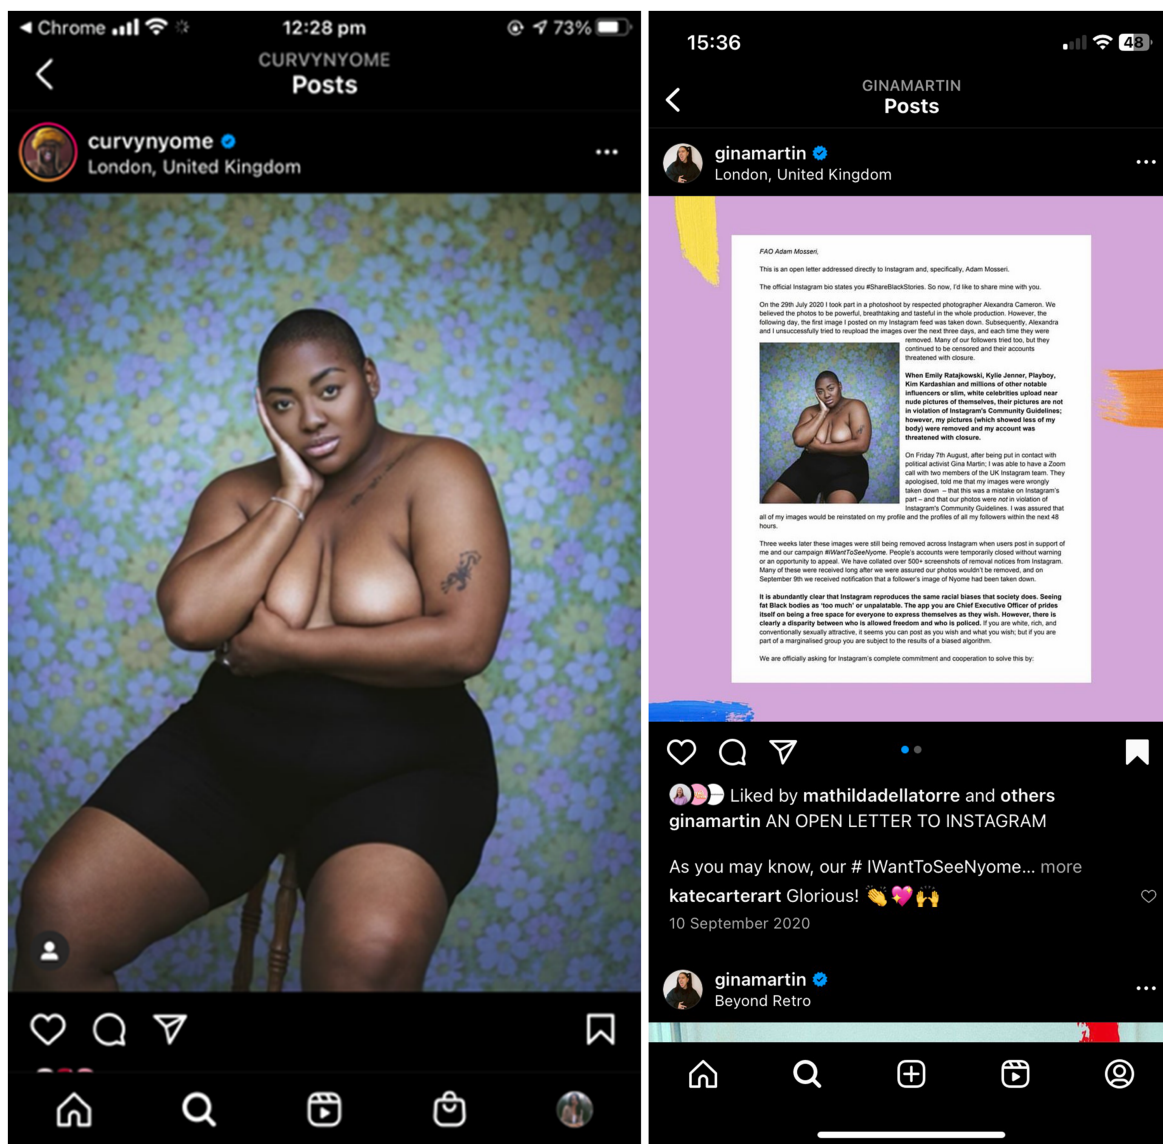 Chrome
12:28 pm
73%
CURVYNYOME
Posts
curvynyome
London, United Kingdom
15:36
48
GINAMARTIN
Posts
ginamartin
London, United Kingdom
FAO Adam Mosseri,
This is an open letter addressed directly to Instagram and, specifically, Adam Mosseri.
The official Instagram bio states you #ShareBlackStories. So now, I'd like to share mine with you.
On the 29th July 2020 I took part in a photoshoot by respected photographer Alexandra Cameron. We
believed the photos to be powerful, breathtaking and tasteful in the whole production. However, the
following day, the first image I posted on my Instagram feed was taken down. Subsequently, Alexandra
and I unsuccessfully tried to reupload the images over the next three days, and each time they were
removed. Many of our followers tried too, but they
continued to be censored and their accounts
threatened with closure.
When Emily Ratajkowski, Kylie Jenner, Playboy,
Kim Kardashian and millions of other notable
influencers or slim, white celebrities upload near
nude pictures of themselves, their pictures are not
in violation of Instagram's Community Guidelines;
however, my pictures (which showed less of my
body) were removed and my account was
threatened with closure.
On Friday 7th August, after being put in contact with
political activist Gina Martin; I was able to have a Zoom
call with two members of the UK Instagram team. They
apologised, told me that my images were wrongly
taken down – that this was a mistake on Instagram's
part – and that our photos were not in violation of
Instagram's Community Guidelines. I was assured that
all of my images would be reinstated on my profile and the profiles of all my followers within the next 48
hours.
Three weeks later these images were still being removed across Instagram when users post in support of
me and our campaign #IWantToSeeNyome. People's accounts were temporarily closed without warning
or an opportunity to appeal. We have collated over 500+ screenshots of removal notices from Instagram.
Many of these were received long after we were assured our photos wouldn't be removed, and on
September 9th we received notification that a follower's image of Nyome had been taken down.
It is abundantly clear that Instagram reproduces the same racial biases that society does. Seeing
fat Black bodies as 'too much' or unpalatable. The app you are Chief Executive Officer of prides
itself on being a free space for everyone to express themselves as they wish. However, there is
clearly a disparity between who is allowed freedom and who is policed. If you are white, rich, and
conventionally sexually attractive, it seems you can post as you wish and what you wish; but if you are
part of a marginalised group you are subject to the results of a biased algorithm.
We are officially asking for Instagram's complete commitment and cooperation to solve this by:
Liked by mathildadellatorre and others
ginamartin AN OPEN LETTER TO INSTAGRAM
As you may know, our # IWantToSeeNyome... more
katecarterart Glorious! 👏💖🙌
10 September 2020
ginamartin
Beyond Retro